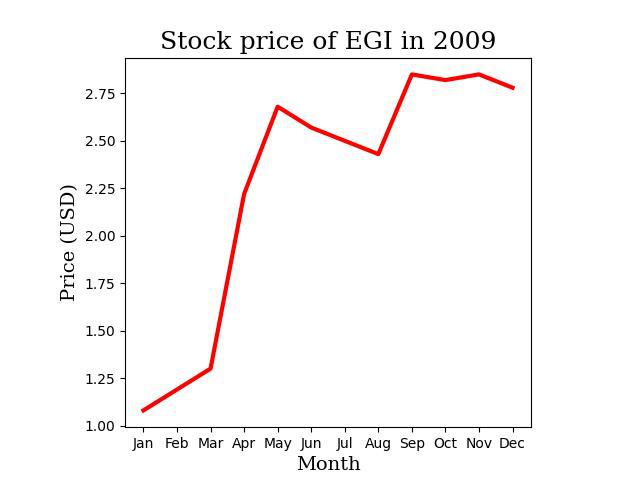 Stock price of EGI in 2009
Price (USD)
2.75
2.50
2.25
2.00
1.75
1.50
1.25
1.00
Jan Feb Mar Apr May Jun Jul Aug Sep Oct Nov Dec
Month